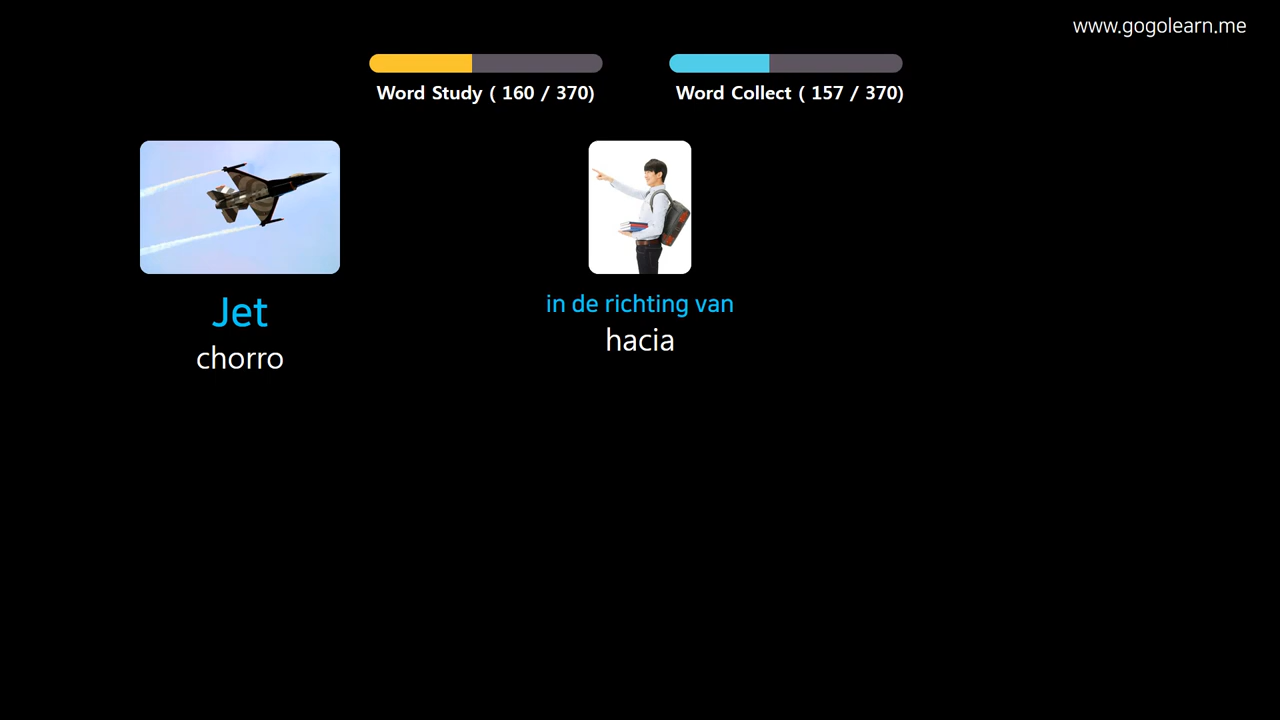 www.gogolearn.me
Word Study ( 160 / 370)
Word Collect ( 157 / 370)
Jet
chorro
in de richting van
hacia